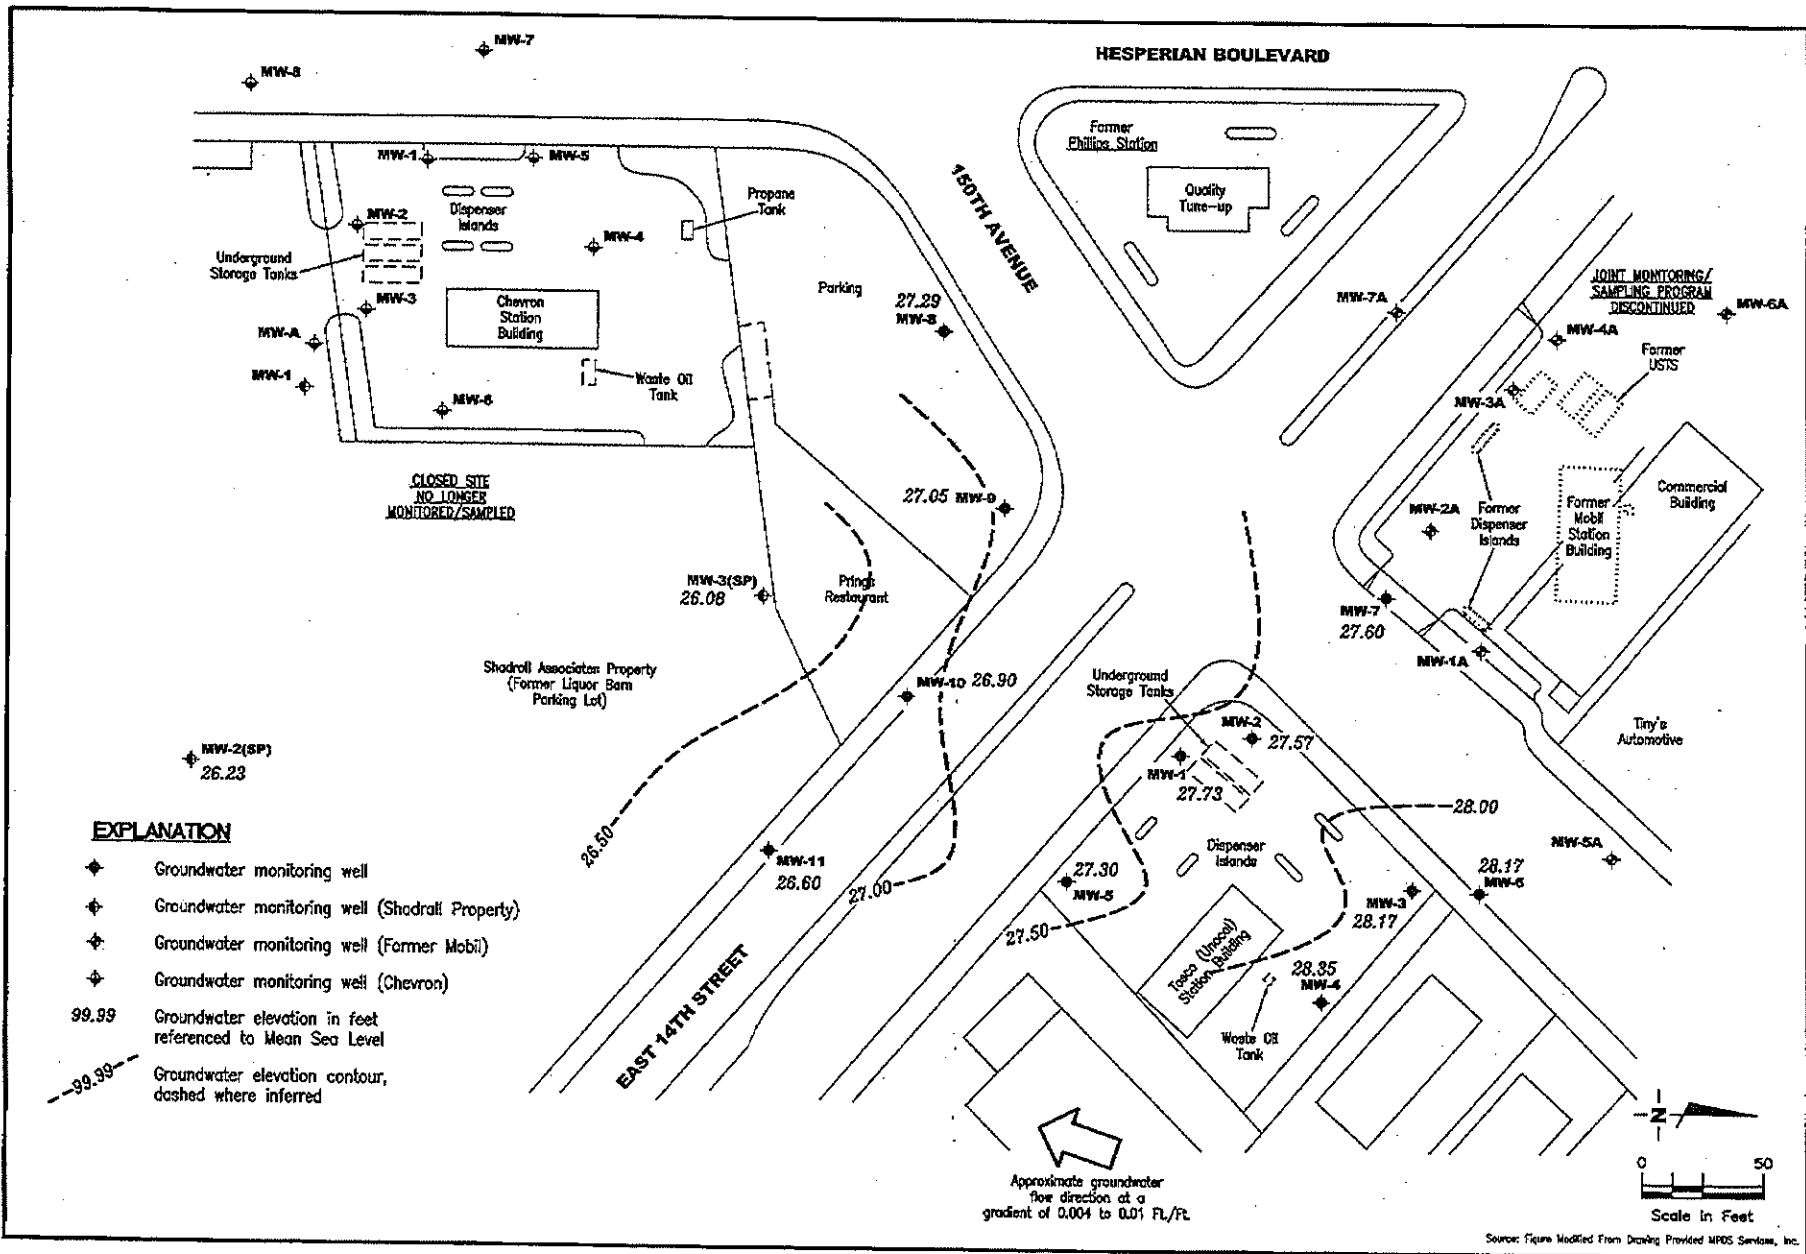 HESPERIAN BOULEVARD
MW-7
MW-8
MW-1
MW-5
MW-2
Dispenser
Islands
MW-4
Propane
Tank
Underground
Storage Tanks
MW-3
Chevron
Station
Building
MW-A
MW-1
MW-6
Waste Oil
Tank
Parking
27.29
MW-8
150TH AVENUE
Former
Phillips Station
Quality
Tune-up
MW-7A
JOINT MONITORING/
SAMPLING PROGRAM
DISCONTINUED
MW-6A
MW-4A
Former
USTS
MW-3A
CLOSED SITE
NO LONGER
MONITORED/SAMPLED
27.05 MW-9
MW-2A
Former
Dispenser
Islands
Former
Mobil
Station
Building
Commercial
Building
MW-3(SP)
26.08
Prings
Restaurant
MW-7
27.60
MW-1A
Shadrall Associates Property
(Former Liquor Barn
Parking Lot)
MW-10 26.90
Underground
Storage Tanks
MW-2
27.57
MW-1
27.73
Tiny's
Automotive
MW-2(SP)
26.23
26.50
MW-11
26.60
27.00
27.30
MW-5
27.50
Dispenser
Islands
28.00
MW-5A
28.17
MW-6
MW-3
28.17
Tosco (Unocal)
Station Building
28.35
MW-4
Waste Oil
Tank
EAST 14TH STREET
EXPLANATION
Groundwater monitoring well
Groundwater monitoring well (Shadrall Property)
Groundwater monitoring well (Former Mobil)
Groundwater monitoring well (Chevron)
99.99 Groundwater elevation in feet
referenced to Mean Sea Level
99.99 Groundwater elevation contour,
dashed where inferred
Approximate groundwater
flow direction at a
gradient of 0.004 to 0.01 Ft./Ft.
N
0 50
Scale in Feet
Source: Figure Modified From Drawing Provided MPDS Services, Inc.